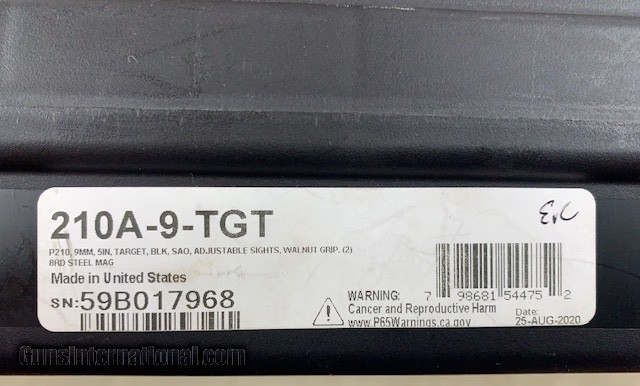 210A-9-TGT
P210, 9MM, 5IN, TARGET, BLK, SAO, ADJUSTABLE SIGHTS, WALNUT GRIP, (2)
8RD STEEL MAG
Made in United States
SN:59B017968
WARNING:
Cancer and Reproductive Harm
www.P65Warnings.ca.gov
7 98681 54475 2
Date:
25-AUG-2020
GunsInternational.com